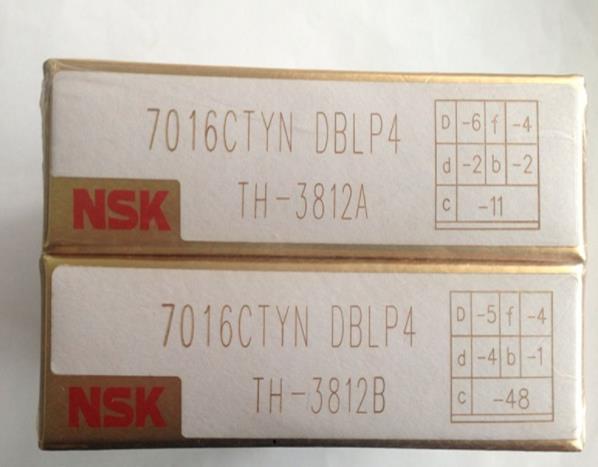 7016CTYN DBLP4
TH-3812A
NSK
D -6 f -4
d -2 b -2
c -11
7016CTYN DBLP4
TH-3812B
NSK
D -5 f -4
d -4 b -1
c -48